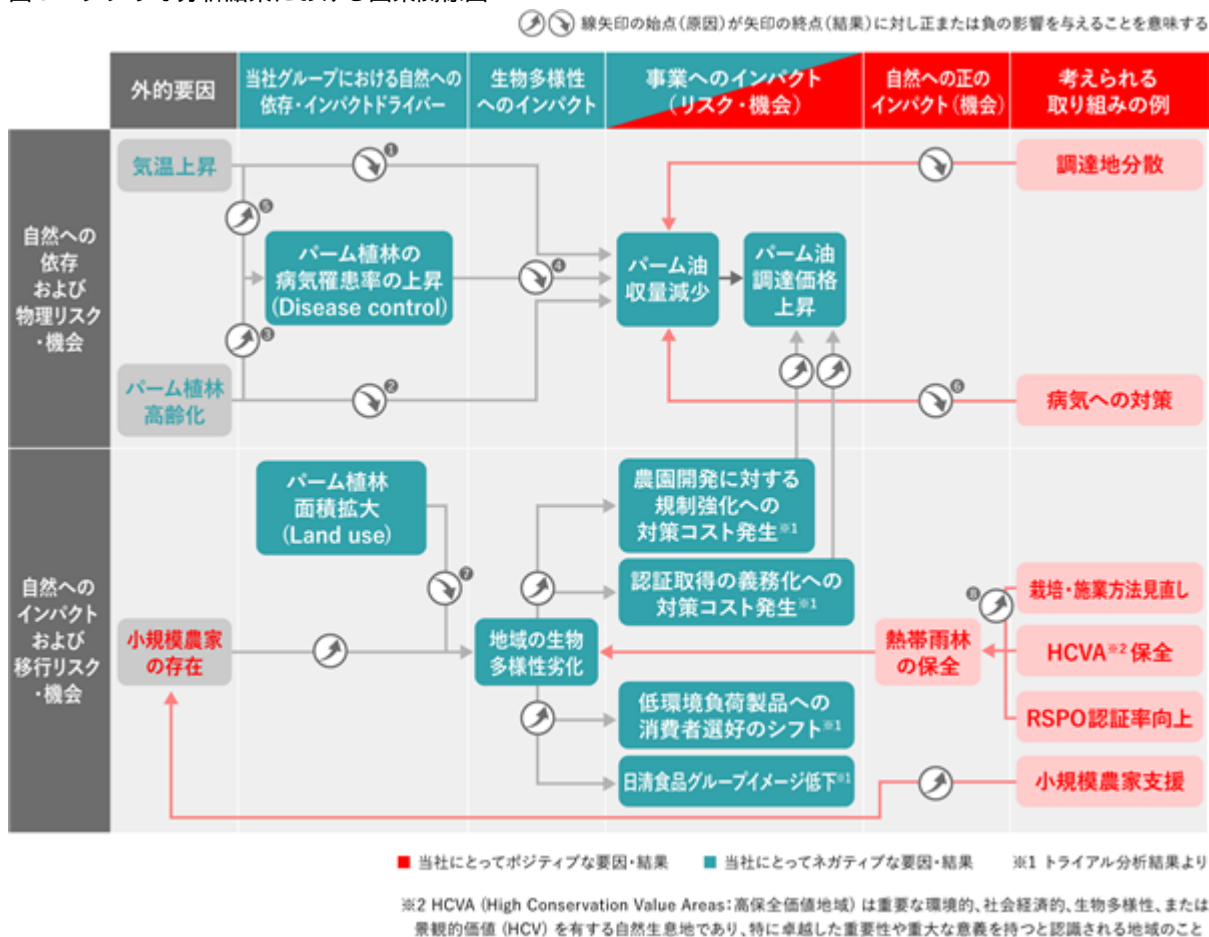 線矢印の始点(原因)が矢印の終点(結果)に対し正または負の影響を与えることを意味する
外的要因
当社グループにおける自然への
依存・インパクトドライバー
生物多様性
へのインパクト
事業へのインパクト
(リスク・機会)
自然への正の
インパクト(機会)
考えられる
取り組みの例
自然への
依存
および
物理リスク
・機会
気温上昇
❶
調達地分散
❺
パーム植林の
病気罹患率の上昇
(Disease control)
❹
パーム油
収量減少
パーム油
調達価格
上昇
❸
パーム植林
高齢化
❷
❻
病気への対策
自然への
インパクト
および
移行リスク
・機会
パーム植林
面積拡大
(Land use)
❼
農園開発に対する
規制強化への
対策コスト発生※1
認証取得の義務化への
対策コスト発生※1
小規模農家
の存在
地域の生物
多様性劣化
熱帯雨林
の保全
❽
栽培・施業方法見直し
HCVA※2保全
RSPO認証率向上
低環境負荷製品への
消費者選好のシフト※1
日清食品グループイメージ低下※1
小規模農家支援
■ 当社にとってポジティブな要因・結果 ■ 当社にとってネガティブな要因・結果 ※1 トライアル分析結果より
※2 HCVA (High Conservation Value Areas:高保全価値地域) は重要な環境的、社会経済的、生物多様性、または
景観的価値 (HCV) を有する自然生息地であり、特に卓越した重要性や重大な意義を持つと認識される地域のこと